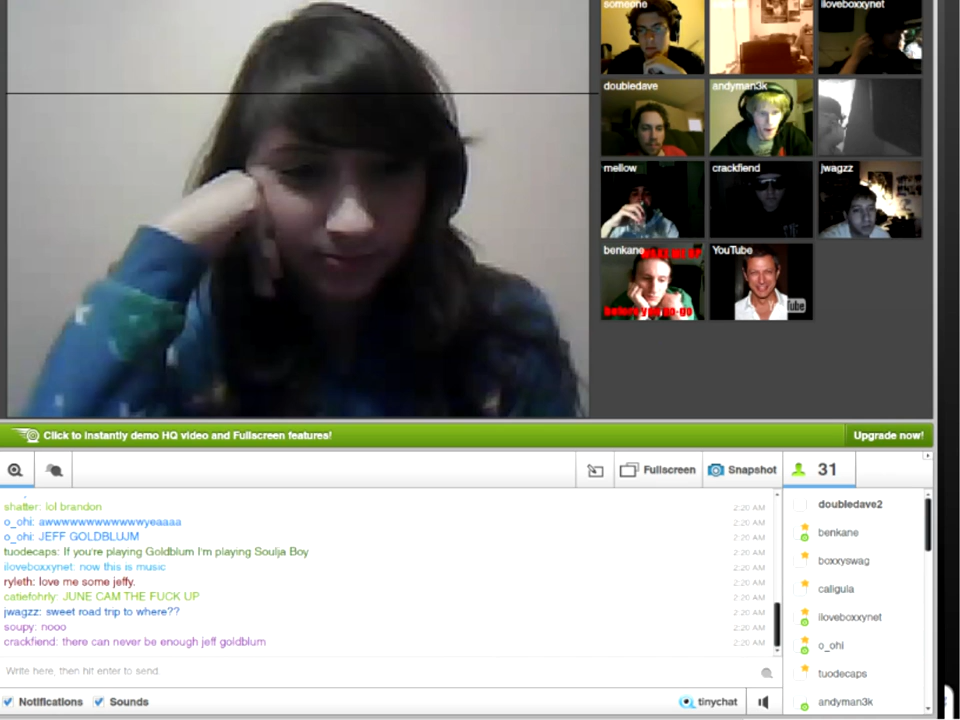 someone
iloveboxxynet
doubledave
andyman3k
mellow
crackfiend
jwagzz
benkane
before you go-go
YouTube
Tube
Click to instantly demo HQ video and Fullscreen features!
Upgrade now!
Fullscreen
Snapshot
31
shatter: lol brandon
2:20 AM
o_ohi: awwwwwwwwwwwwyeaaaa
2:20 AM
o_ohi: JEFF GOLDBLUJM
2:20 AM
tuodecaps: If you're playing Goldblum I'm playing Soulja Boy
2:20 AM
iloveboxxynet: now this is music
2:20 AM
ryleth: love me some jeffy.
2:20 AM
catiefohrly: JUNE CAM THE FUCK UP
2:20 AM
jwagzz: sweet road trip to where??
2:20 AM
soupy: nooo
2:20 AM
crackfiend: there can never be enough jeff goldblum
2:20 AM
Write here, then hit enter to send.
Notifications
Sounds
tinychat
doubledave2
benkane
boxxyswag
caligula
iloveboxxynet
o_ohi
tuodecaps
andyman3k